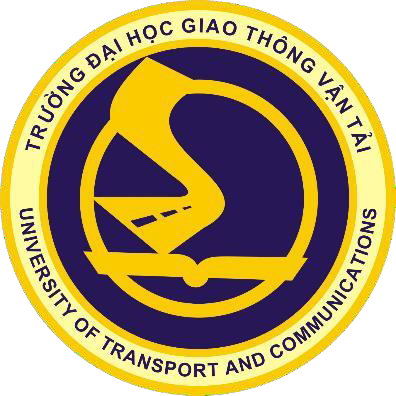 TRƯỜNG ĐẠI HỌC GIAO THÔNG VẬN TẢI
UNIVERSITY OF TRANSPORT AND COMMUNICATIONS